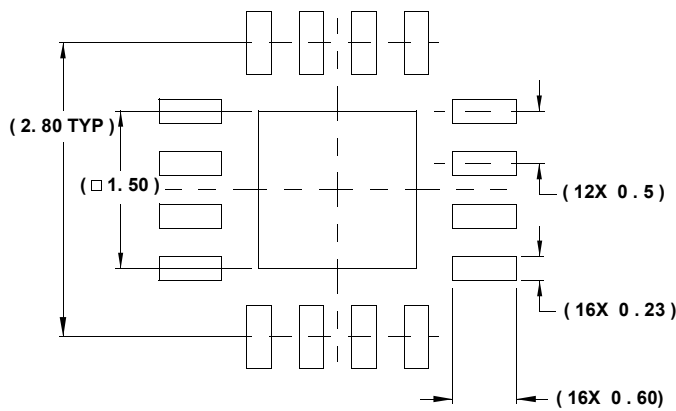 ( 2. 80 TYP )
( □ 1. 50 )
( 12X 0. 5 )
( 16X 0 . 23 )
( 16X 0 . 60)